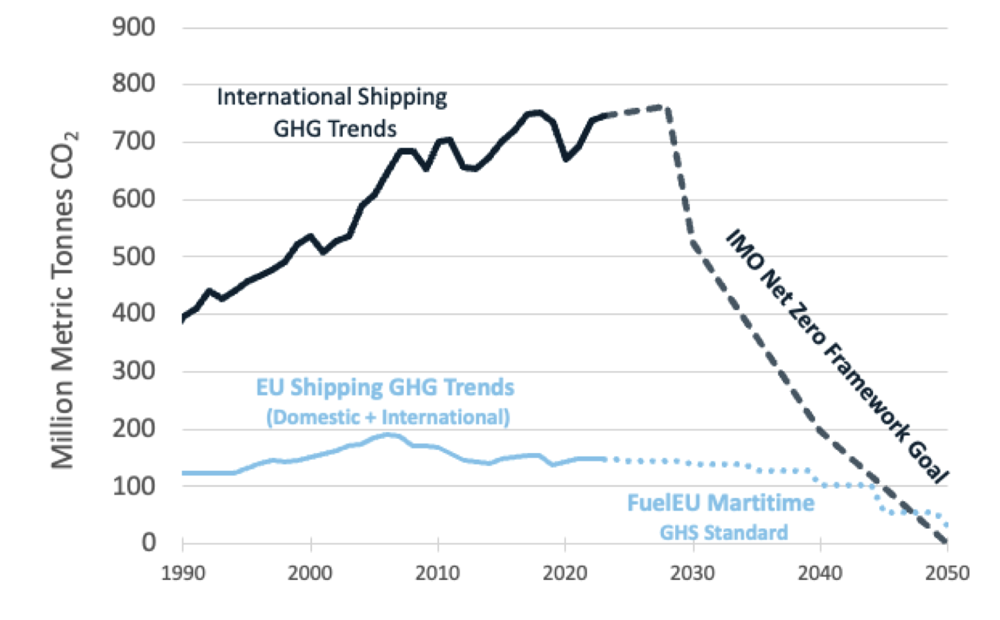 900
800
700
600
500
400
300
200
100
0
Million Metric Tonnes CO₂
International Shipping
GHG Trends
IMO Net Zero Framework Goal
EU Shipping GHG Trends
(Domestic + International)
FuelEU Martitime
GHS Standard
1990 2000 2010 2020 2030 2040 2050